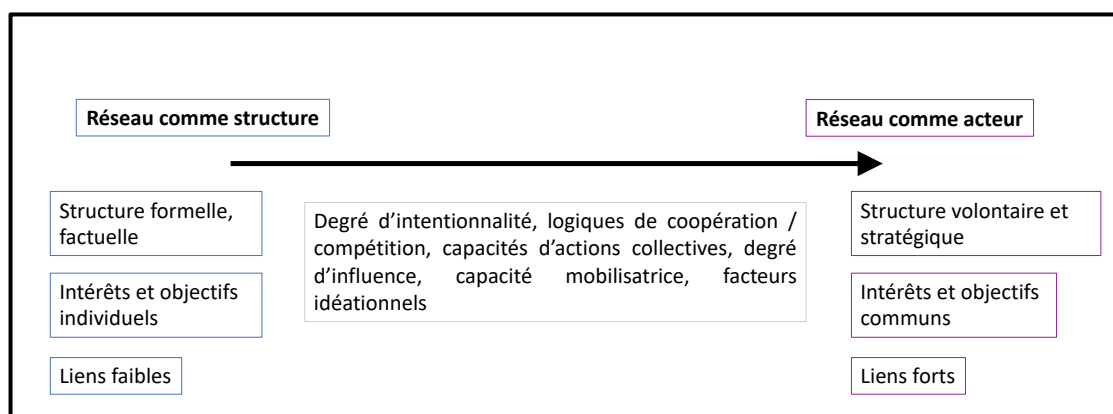 Réseau comme structure
Réseau comme acteur
Structure formelle,
factuelle
Degré d'intentionnalité, logiques de coopération /
compétition, capacités d'actions collectives, degré
d'influence, capacité mobilisatrice, facteurs
idéationnels
Structure volontaire et
stratégique
Intérêts et objectifs
individuels
Intérêts et objectifs
communs
Liens faibles
Liens forts